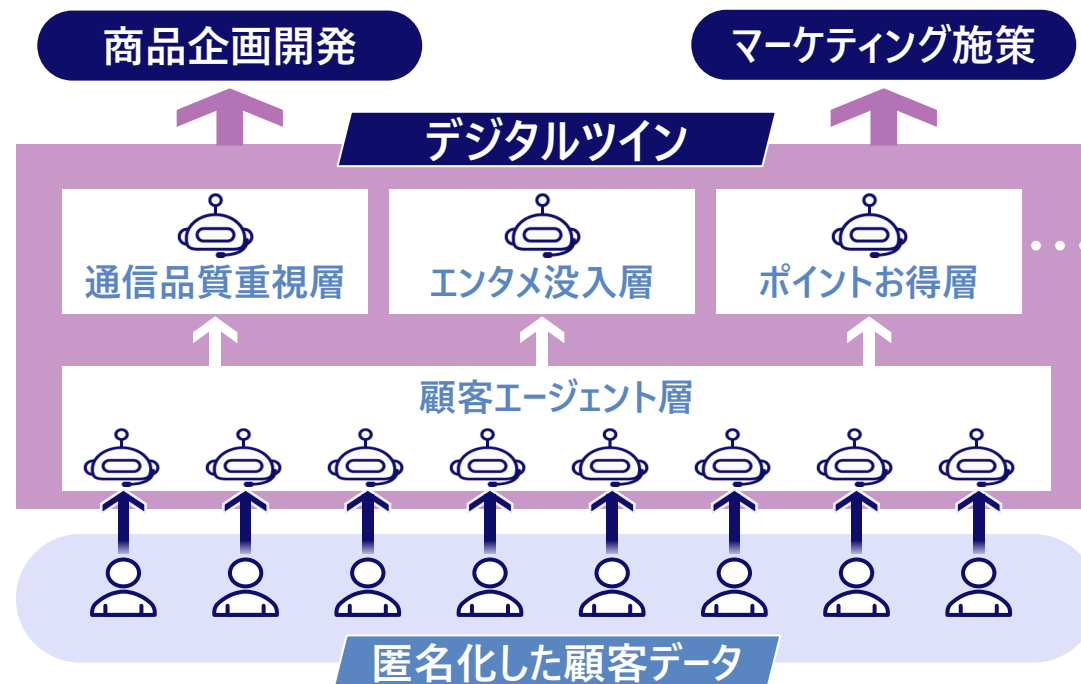 商品企画開発
マーケティング施策
デジタルツイン
通信品質重視層
エンタメ没入層
ポイントお得層
顧客エージェント層
匿名化した顧客データ